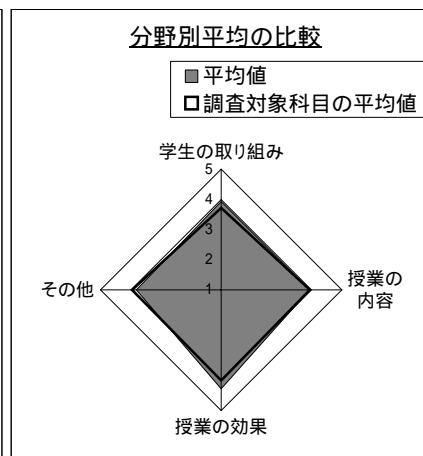 分野別平均の比較
平均値
調査対象科目の平均値
学生の取り組み
5
4
3
2
1
その他
授業の
内容
授業の効果